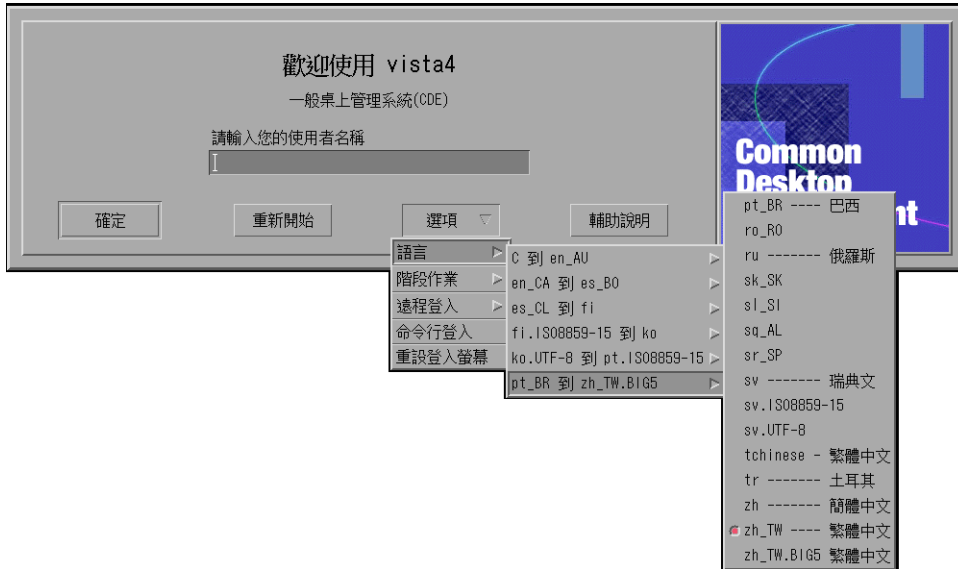 歡迎使用 vista4
一般桌上管理系統(CDE)
請輸入您的使用者名稱
確定
重新開始
選項
輔助說明
Common
Desktop
nt
語言
階段作業
遠程登入
命令行登入
重設登入螢幕
C 到 en_AU
en_CA 到 es_BO
es_CL 到 fi
fi.ISO8859-15 到 ko
ko.UTF-8 到 pt.ISO8859-15
pt_BR 到 zh_TW.BIG5
pt_BR ---- 巴西
ro_RO
ru ------- 俄羅斯
sk_SK
sl_SI
sq_AL
sr_SP
sv ------- 瑞典文
sv.ISO8859-15
sv.UTF-8
tchinese - 繁體中文
tr ------- 土耳其
zh ------- 簡體中文
zh_TW ---- 繁體中文
zh_TW.BIG5 繁體中文